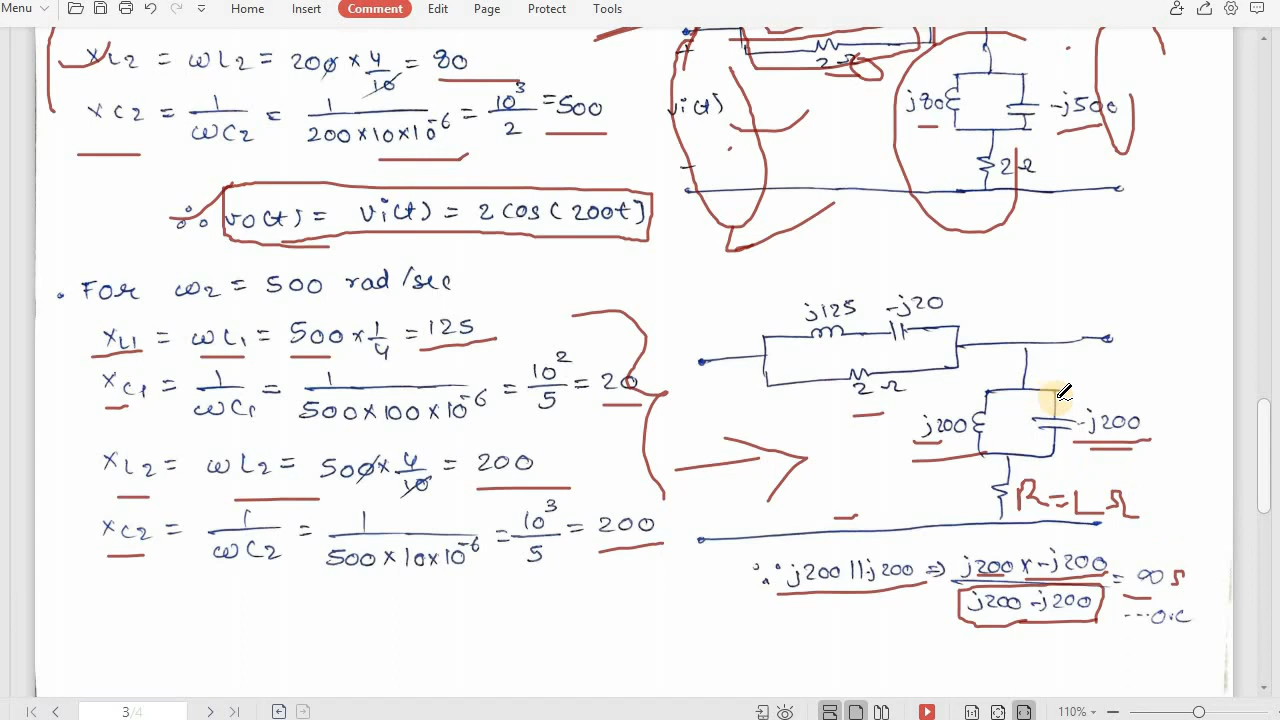 Menu Home Insert Comment Edit Page Protect Tools
XL2 = ωL2 = 200 × 4/10 = 80
XC2 = 1/ωC2 = 1/200×10×10^-6 = 10^3/2 = 500
∴ vo(t) = vi(t) = 2 cos(200t)
2Ω
+
vi(t)
-
j80
-j500
2Ω
. For ω2 = 500 rad/sec
XL1 = ωL1 = 500 × 1/4 = 125
XC1 = 1/ωC1 = 1/500×100×10^-6 = 10^2/5 = 20
XL2 = ωL2 = 500 × 4/10 = 200
XC2 = 1/ωC2 = 1/500×10×10^-6 = 10^3/5 = 200
j125 -j20
2Ω
j200
-j200
∴ j200||j200 ⇒ j200 × -j200 / j200 - j200 = ∞
---O.C
3/4
110%